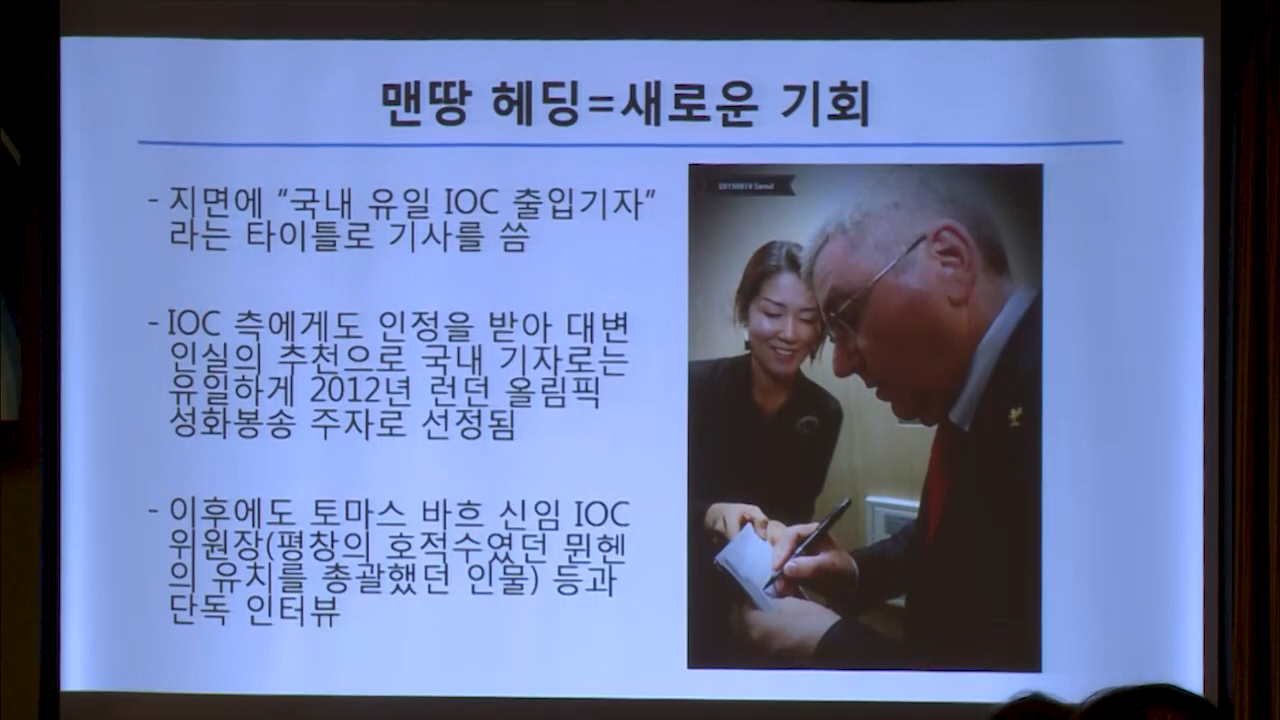 맨땅 헤딩=새로운 기회
- 지면에 "국내 유일 IOC 출입기자"
라는 타이틀로 기사를 씀
- IOC 측에게도 인정을 받아 대변
인실의 추천으로 국내 기자로는
유일하게 2012년 런던 올림픽
성화봉송 주자로 선정됨
- 이후에도 토마스 바흐 신임 IOC
위원장(평창의 호적수였던 뮌헨
의 유치를 총괄했던 인물) 등과
단독 인터뷰